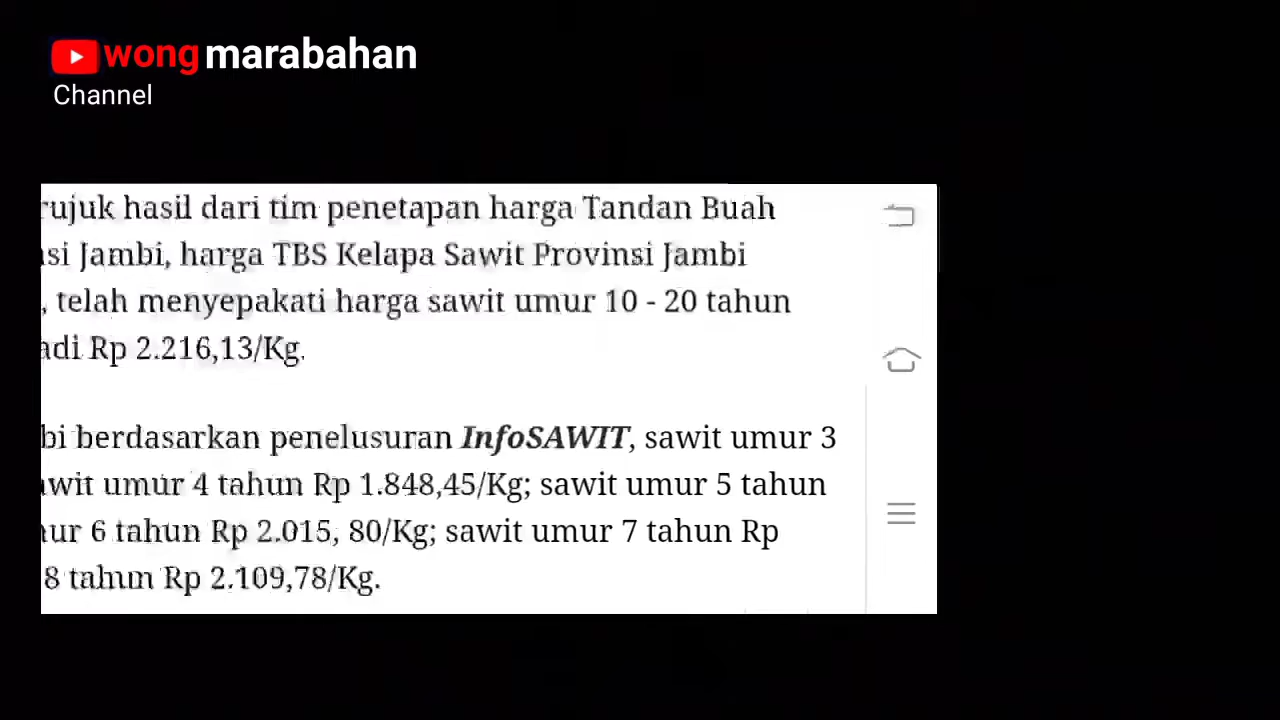 wong marabahan
Channel
rujuk hasil dari tim penetapan harga Tandan Buah
si Jambi, harga TBS Kelapa Sawit Provinsi Jambi
, telah menyepakati harga sawit umur 10 - 20 tahun
adi Rp 2.216,13/Kg.
bi berdasarkan penelusuran InfoSAWIT, sawit umur 3
wit umur 4 tahun Rp 1.848,45/Kg; sawit umur 5 tahun
ur 6 tahun Rp 2.015, 80/Kg; sawit umur 7 tahun Rp
8 tahun Rp 2.109,78/Kg.